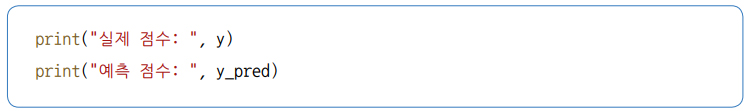 print("실제 점수: ", y)
print("예측 점수: ", y_pred)